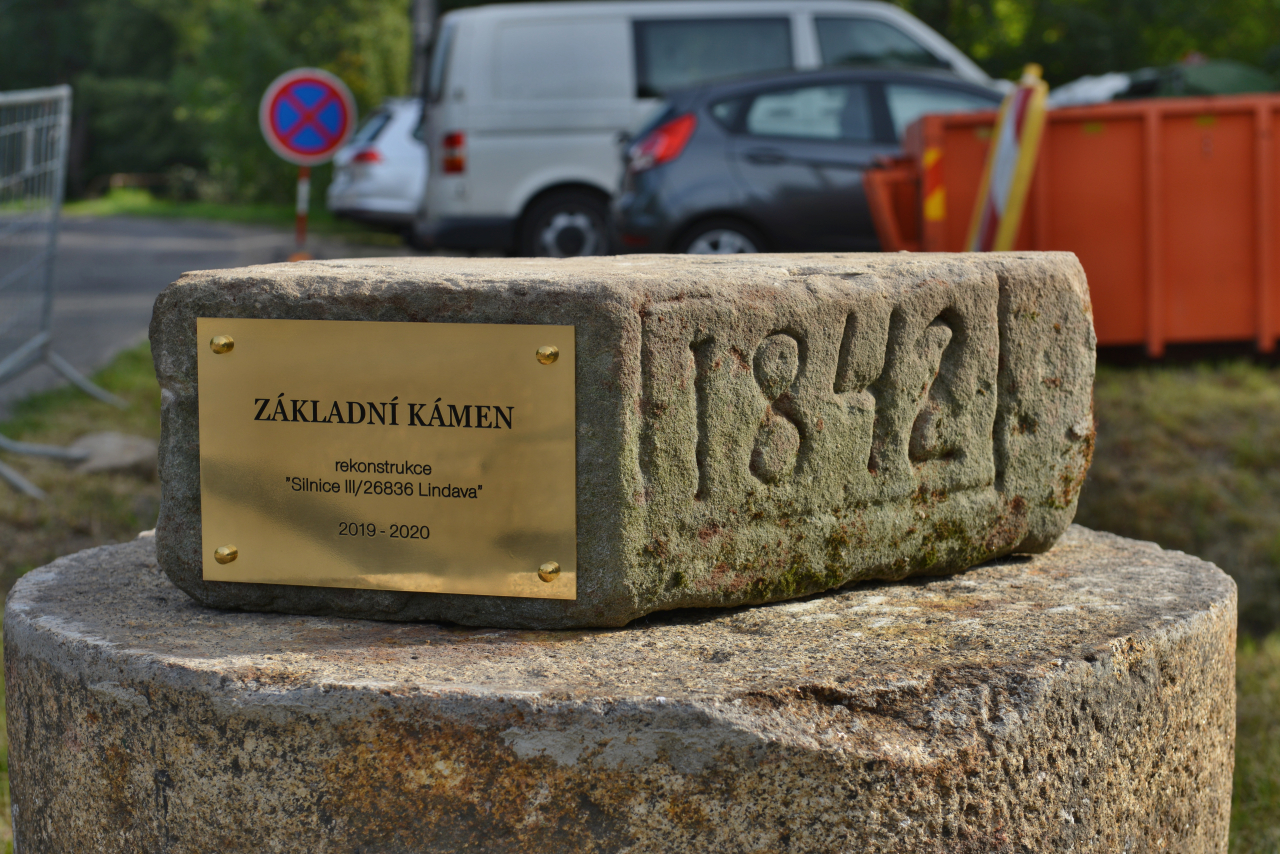 ZÁKLADNÍ KÁMEN
rekonstrukce
"Silnice III/26836 Lindava"
2019 - 2020
1842